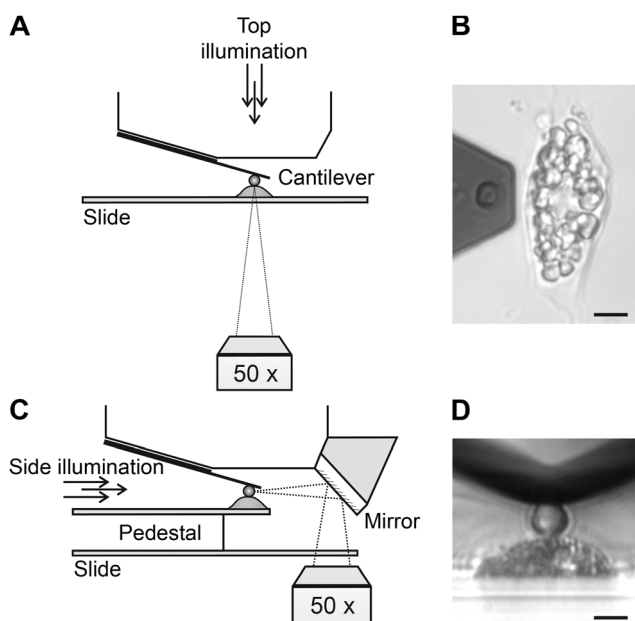 A
Top
illumination
Cantilever
Slide
50 x
B
C
Side illumination
Pedestal
Mirror
Slide
50 x
D